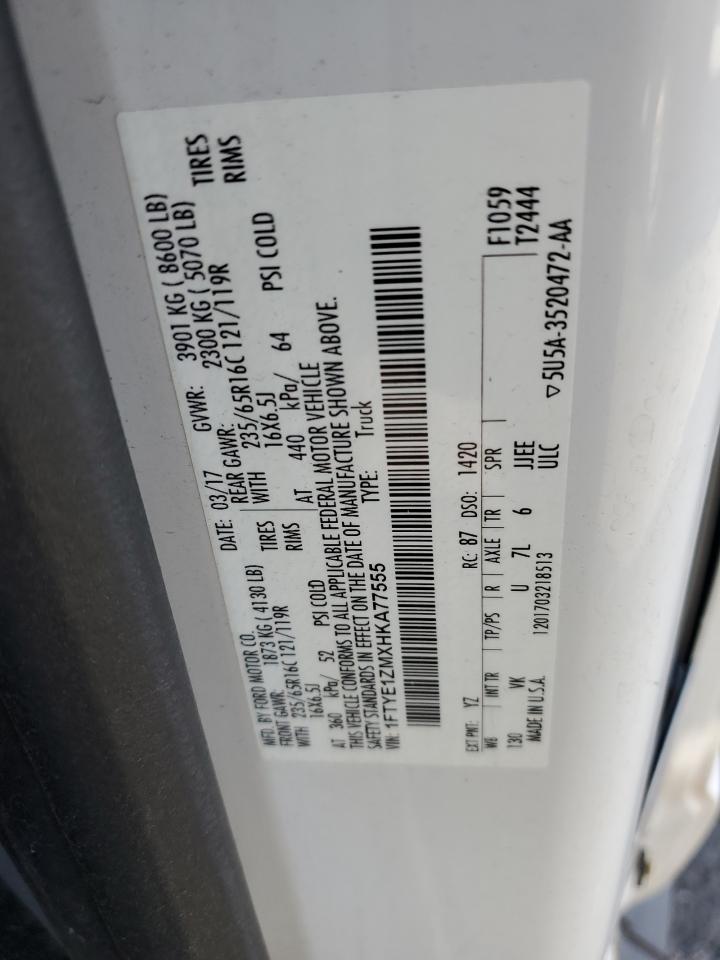 MFD. BY FORD MOTOR CO.
DATE: 03/17 GVWR: 3901 KG ( 8600 LB)
FRONT GAWR: 1873 KG ( 4130 LB) REAR GAWR: 2300 KG ( 5070 LB)
WITH 235/65R16C 121/119R TIRES WITH 235/65R16C 121/119R TIRES
16X6.5J RIMS 16X6.5J RIMS
AT 360 kPa/ 52 PSI COLD AT 440 kPa/ 64 PSI COLD
THIS VEHICLE CONFORMS TO ALL APPLICABLE FEDERAL MOTOR VEHICLE
SAFETY STANDARDS IN EFFECT ON THE DATE OF MANUFACTURE SHOWN ABOVE.
VIN: 1FTYE1ZMXHKA77555 TYPE: Truck
EXT PNT: YZ RC: 87 DSO: 1420 F1059
WB INT TR TP/PS R AXLE TR SPR T2444
130 VK U 7L 6 JJEE
MADE IN U.S.A. 1201703218513 ULC ▽5U5A-3520472-AA